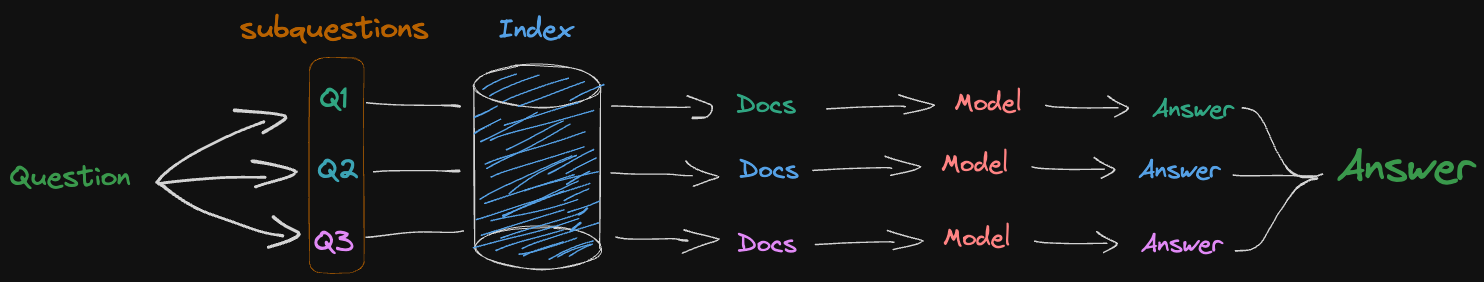 subquestions
Index
Question
Q1
Docs
Model
Answer
Q2
Docs
Model
Answer
Q3
Docs
Model
Answer
Answer